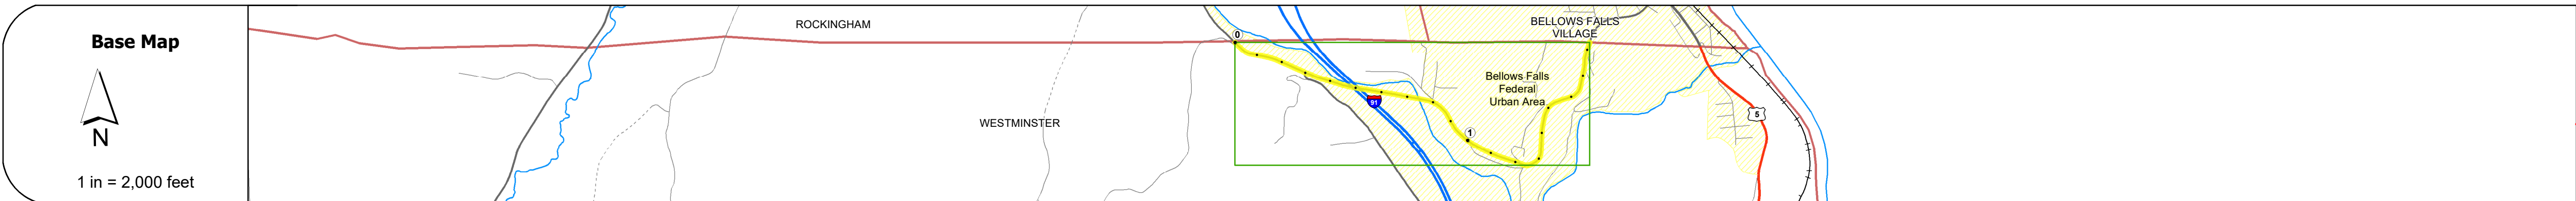 Base Map
N
1 in = 2,000 feet
ROCKINGHAM
WESTMINSTER
0
91
1
BELLOWS FALLS
VILLAGE
Bellows Falls
Federal
Urban Area
5